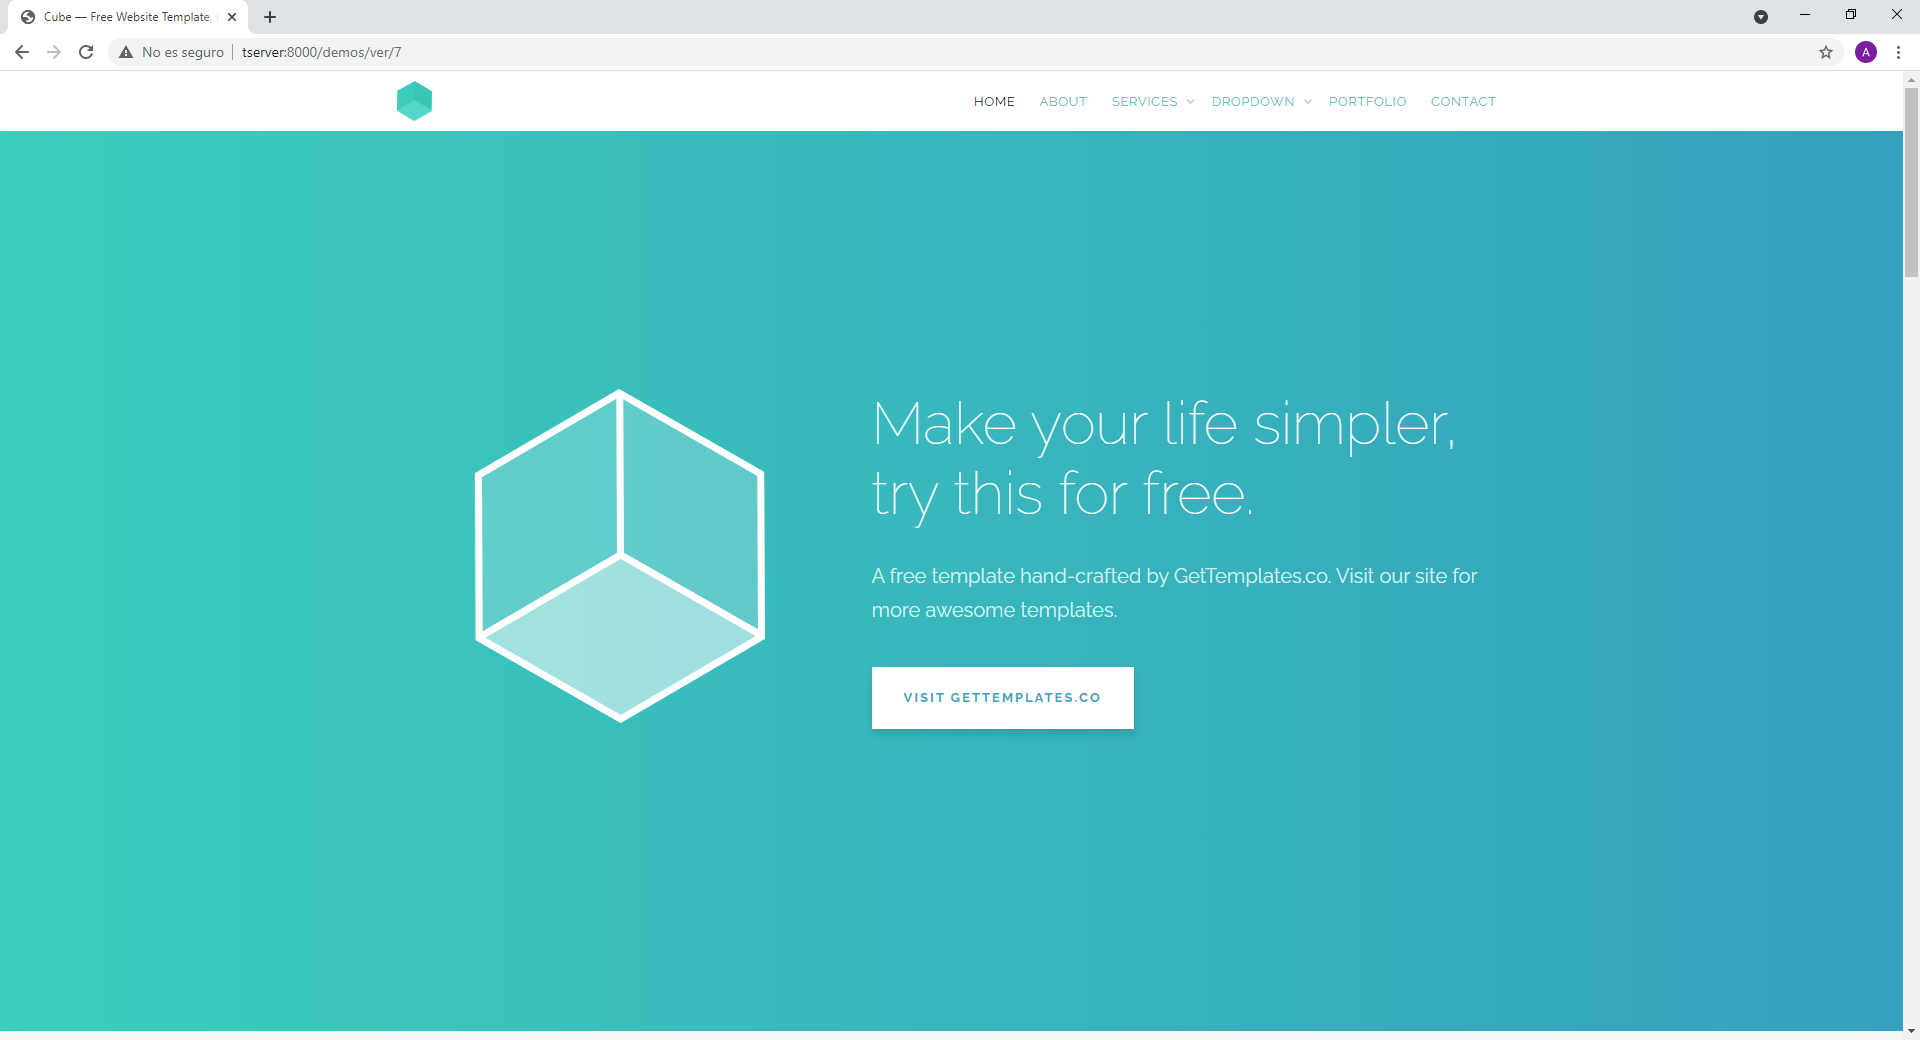 Cube — Free Website Template,
No es seguro
tserver:8000/demos/ver/7
A
HOME ABOUT SERVICES DROPDOWN PORTFOLIO CONTACT
Make your life simpler,
try this for free.
A free template hand-crafted by GetTemplates.co. Visit our site for
more awesome templates.
VISIT GETTEMPLATES.CO